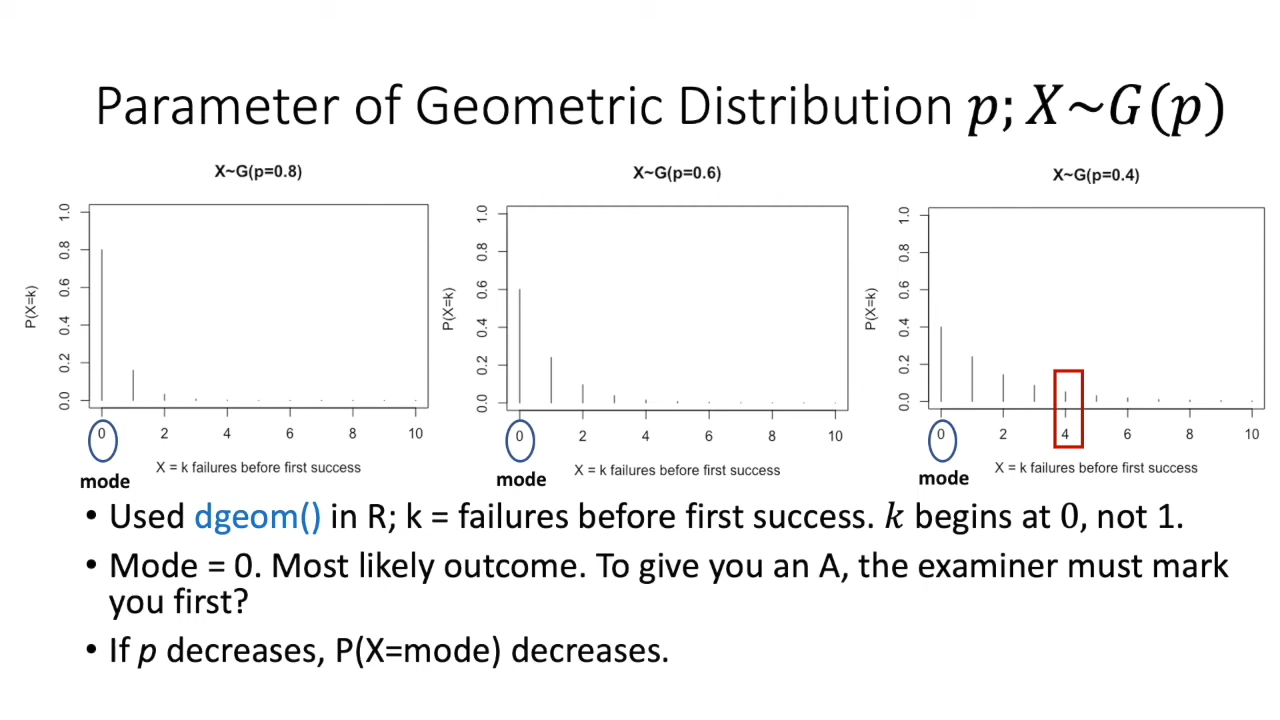 Parameter of Geometric Distribution p; X~G(p)
X~G(p=0.8)
P(X=k)
1.0
0.8
0.6
0.4
0.2
0.0
0 2 4 6 8 10
X = k failures before first success
mode
X~G(p=0.6)
P(X=k)
1.0
0.8
0.6
0.4
0.2
0.0
0 2 4 6 8 10
X = k failures before first success
mode
X~G(p=0.4)
P(X=k)
1.0
0.8
0.6
0.4
0.2
0.0
0 2 4 6 8 10
X = k failures before first success
mode
• Used dgeom() in R; k = failures before first success. k begins at 0, not 1.
• Mode = 0. Most likely outcome. To give you an A, the examiner must mark
you first?
• If p decreases, P(X=mode) decreases.